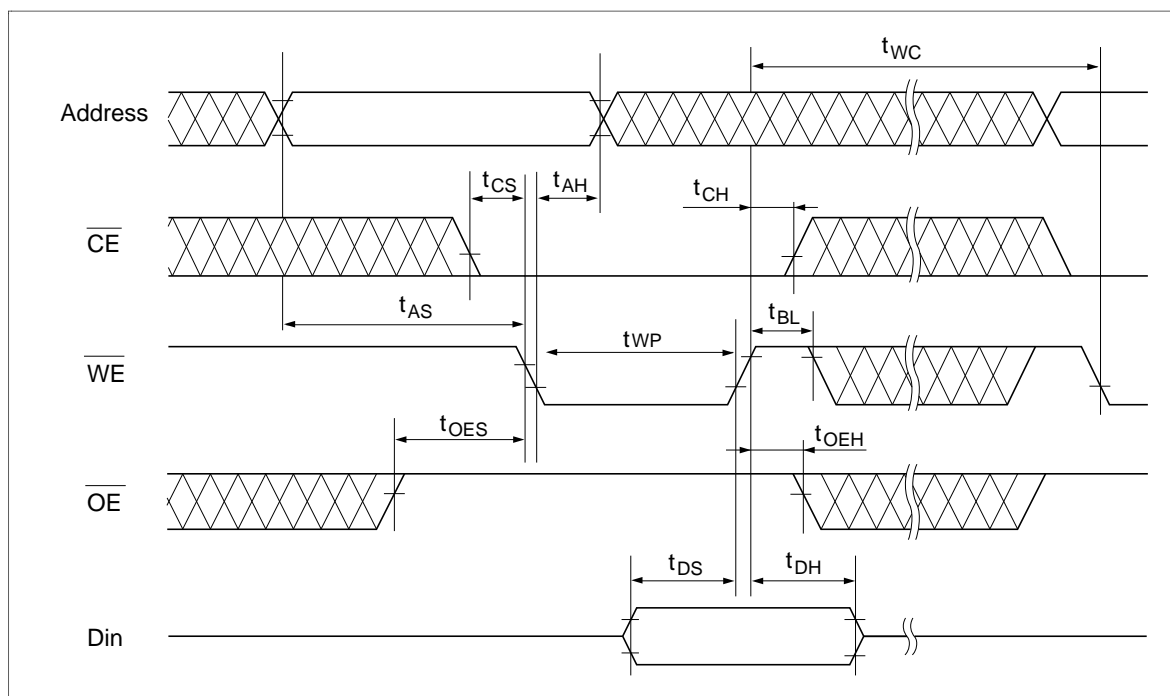 tWC
Address
tCS
tAH
tCH
CE
tAS
tBL
tWP
WE
tOES
tOEH
OE
tDS
tDH
Din